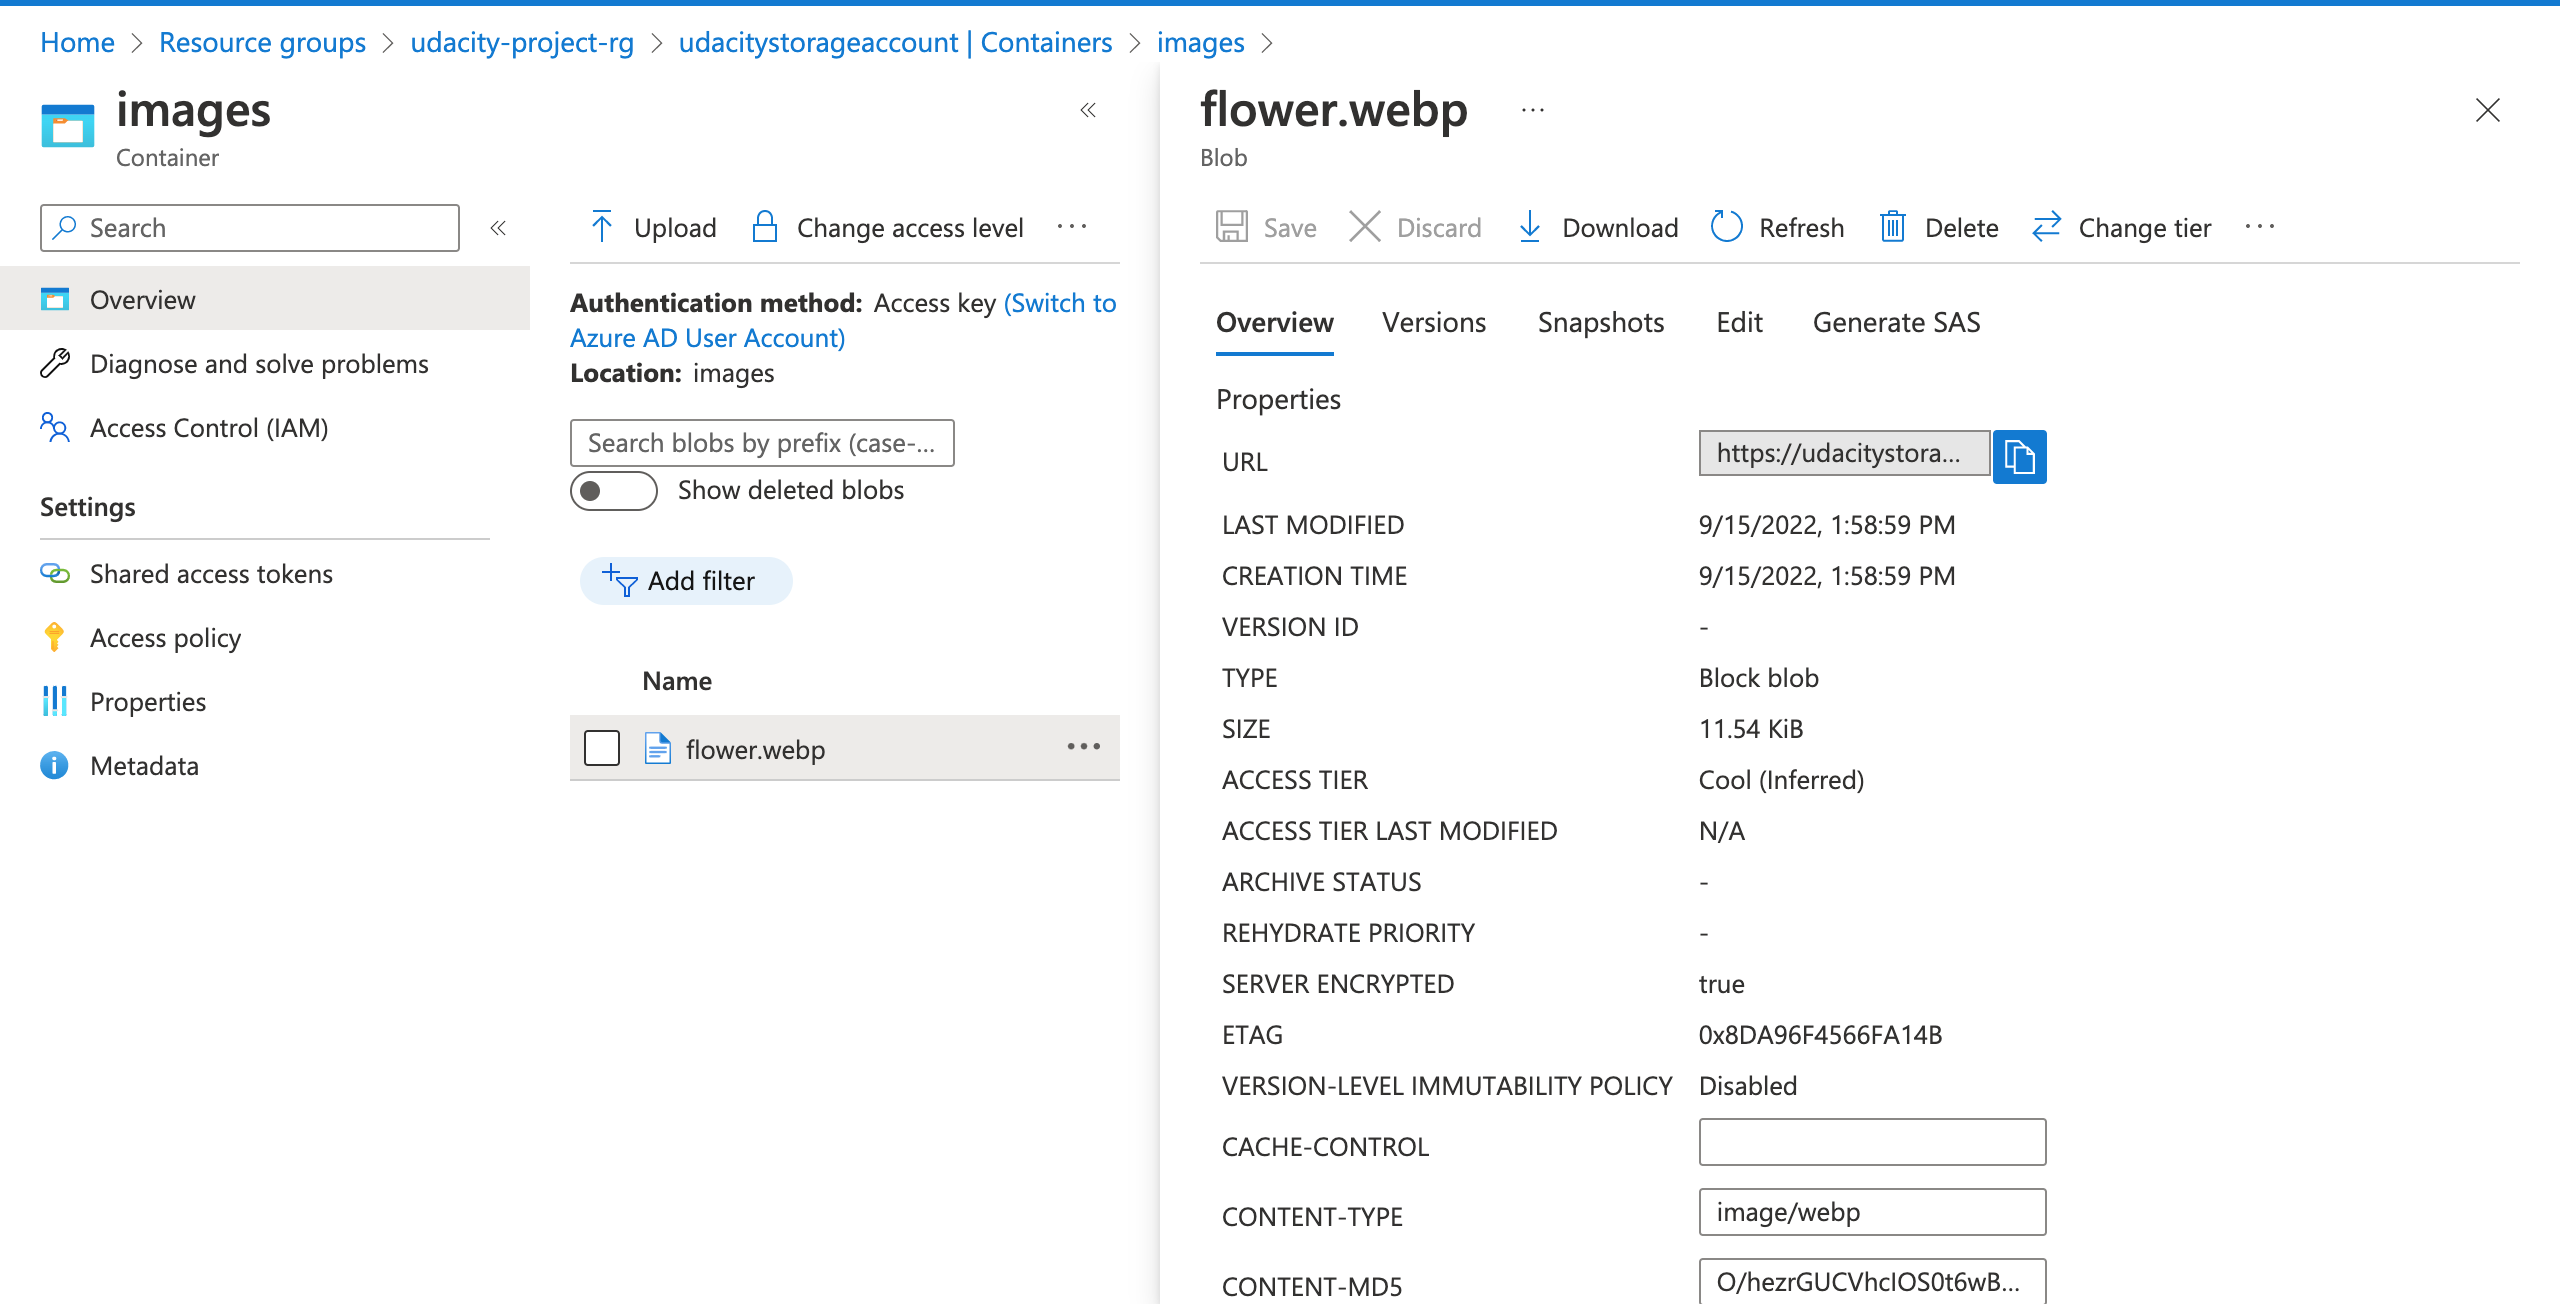 Home > Resource groups > udacity-project-rg > udacitystorageaccount | Containers > images >
images
Container
Search
Overview
Diagnose and solve problems
Access Control (IAM)
Settings
Shared access tokens
Access policy
Properties
Metadata
Upload Change access level
Authentication method: Access key (Switch to
Azure AD User Account)
Location: images
Search blobs by prefix (case-...
Show deleted blobs
Add filter
Name
flower.webp
flower.webp
Blob
Save Discard Download Refresh Delete Change tier
Overview Versions Snapshots Edit Generate SAS
Properties
URL https://udacitystora...
LAST MODIFIED 9/15/2022, 1:58:59 PM
CREATION TIME 9/15/2022, 1:58:59 PM
VERSION ID -
TYPE Block blob
SIZE 11.54 KiB
ACCESS TIER Cool (Inferred)
ACCESS TIER LAST MODIFIED N/A
ARCHIVE STATUS -
REHYDRATE PRIORITY -
SERVER ENCRYPTED true
ETAG 0x8DA96F4566FA14B
VERSION-LEVEL IMMUTABILITY POLICY Disabled
CACHE-CONTROL
CONTENT-TYPE image/webp
CONTENT-MD5 O/hezrGUCVhcIOS0t6wB...